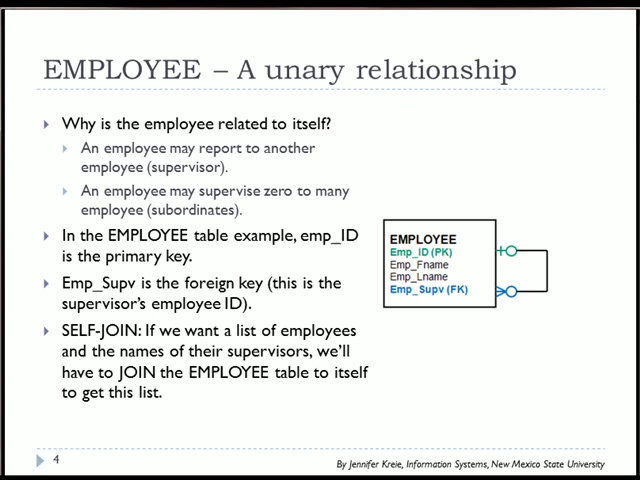 EMPLOYEE – A unary relationship
Why is the employee related to itself?
An employee may report to another
employee (supervisor).
An employee may supervise zero to many
employee (subordinates).
In the EMPLOYEE table example, emp_ID
is the primary key.
Emp_Supv is the foreign key (this is the
supervisor's employee ID).
SELF-JOIN: If we want a list of employees
and the names of their supervisors, we'll
have to JOIN the EMPLOYEE table to itself
to get this list.
EMPLOYEE
Emp_ID (PK)
Emp_Fname
Emp_Lname
Emp_Supv (FK)
4
By Jennifer Kreie, Information Systems, New Mexico State University